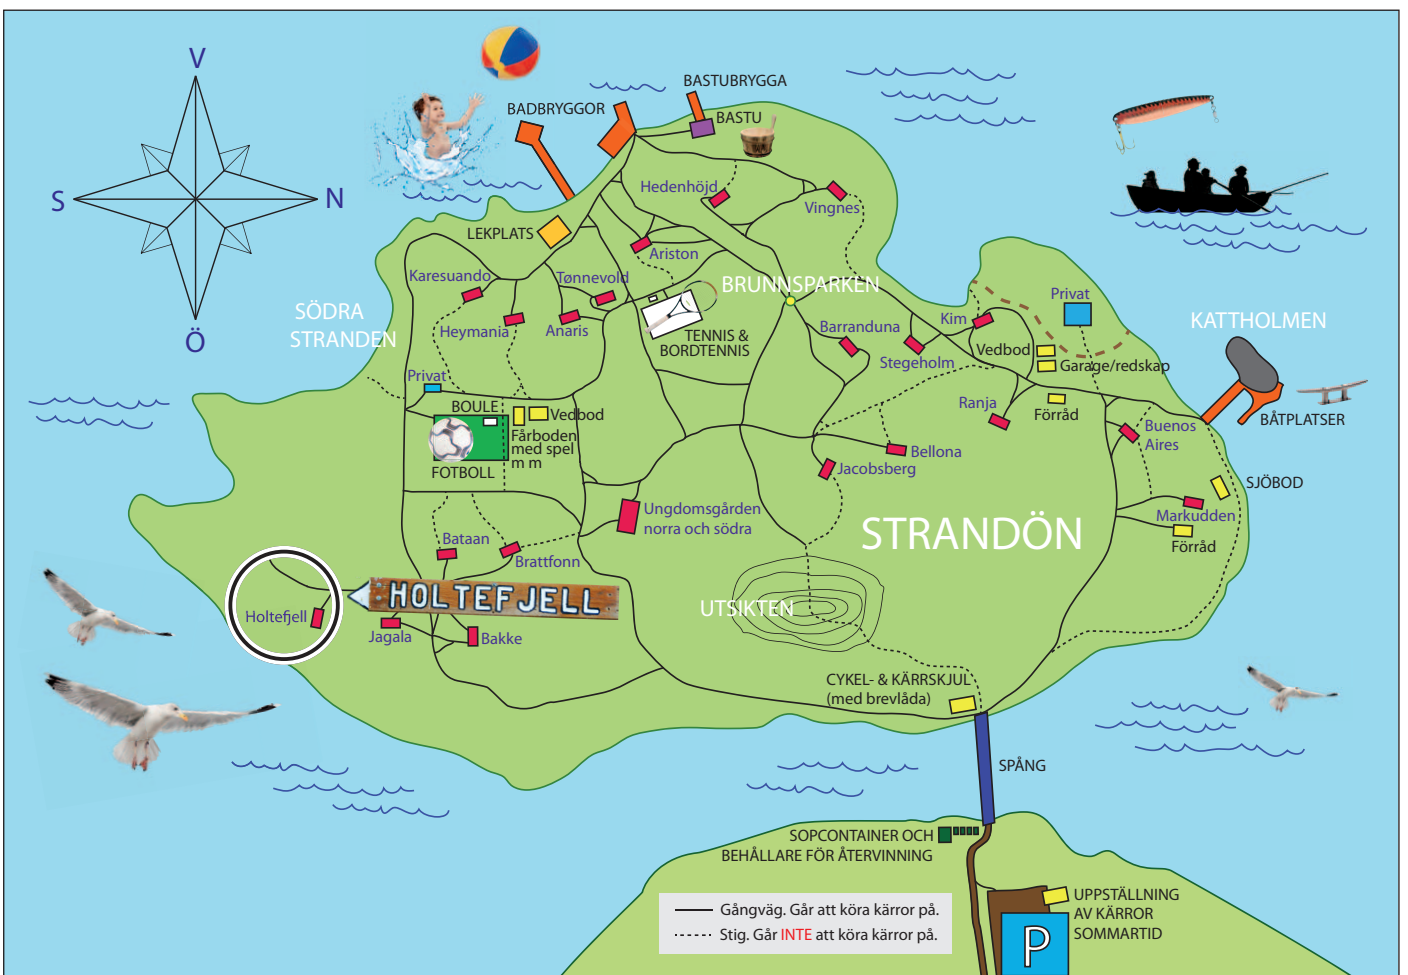 V
S
N
Ö
BADBRYGGOR
BASTUBRYGGA
BASTU
LEKPLATS
Hedenhöjd
Vingnes
Ariston
Karesuando
Tønnevold
Heymania
Anaris
BRUNNSPARKEN
SÖDRA
STRANDEN
TENNIS &
BORDTENNIS
Barranduna
Stegeholm
Kim
Privat
Vedbod
Garage/redskap
KATTHOLMEN
BÅTPLATSER
Privat
BOULE
Vedbod
Fårboden
med spel
m m
FOTBOLL
Ranja
Förråd
Buenos
Aires
Bellona
Jacobsberg
SJÖBOD
Markudden
Förråd
Ungdomsgården
norra och södra
STRANDÖN
Bataan
Brattfonn
HOLTEFJELL
Holtefjell
Jagala
Bakke
UTSIKTEN
CYKEL- & KÄRRSKJUL
(med brevlåda)
SPÅNG
SOPCONTAINER OCH
BEHÅLLARE FÖR ÅTERVINNING
UPPSTÄLLNING
AV KÄRROR
SOMMARTID
P
Gångväg. Går att köra kärror på.
Stig. Går INTE att köra kärror på.